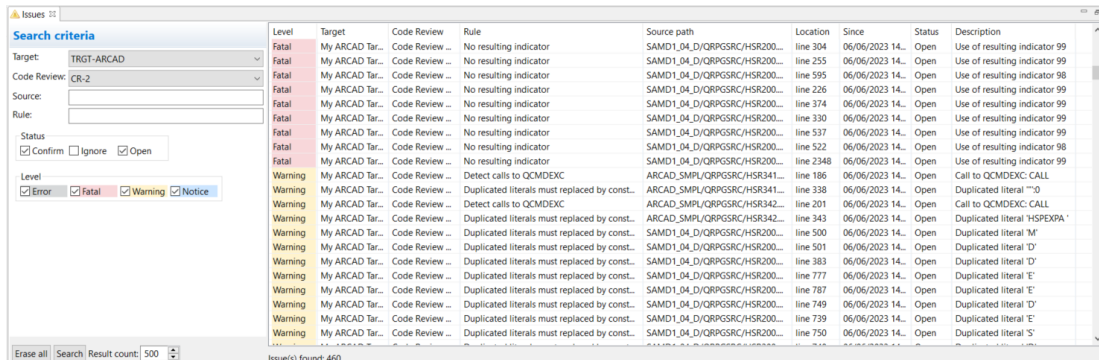 Issues
Search criteria
Target: TRGT-ARCAD
Code Review: CR-2
Source:
Rule:
Status
Confirm Ignore Open
Level
Error Fatal Warning Notice
Erase all Search Result count: 500
Level Target Code Review Rule Source path Location Since Status Description
Fatal My ARCAD Tar... Code Review ... No resulting indicator SAMD1_04_D/QRPGSRC/HSR200.... line 304 06/06/2023 14... Open Use of resulting indicator 99
Fatal My ARCAD Tar... Code Review ... No resulting indicator SAMD1_04_D/QRPGSRC/HSR200.... line 255 06/06/2023 14... Open Use of resulting indicator 99
Fatal My ARCAD Tar... Code Review ... No resulting indicator SAMD1_04_D/QRPGSRC/HSR200.... line 595 06/06/2023 14... Open Use of resulting indicator 98
Fatal My ARCAD Tar... Code Review ... No resulting indicator SAMD1_04_D/QRPGSRC/HSR200.... line 226 06/06/2023 14... Open Use of resulting indicator 99
Fatal My ARCAD Tar... Code Review ... No resulting indicator SAMD1_04_D/QRPGSRC/HSR200.... line 374 06/06/2023 14... Open Use of resulting indicator 99
Fatal My ARCAD Tar... Code Review ... No resulting indicator SAMD1_04_D/QRPGSRC/HSR200.... line 330 06/06/2023 14... Open Use of resulting indicator 99
Fatal My ARCAD Tar... Code Review ... No resulting indicator SAMD1_04_D/QRPGSRC/HSR200.... line 537 06/06/2023 14... Open Use of resulting indicator 99
Fatal My ARCAD Tar... Code Review ... No resulting indicator SAMD1_04_D/QRPGSRC/HSR200.... line 522 06/06/2023 14... Open Use of resulting indicator 98
Fatal My ARCAD Tar... Code Review ... No resulting indicator SAMD1_04_D/QRPGSRC/HSR200.... line 2348 06/06/2023 14... Open Use of resulting indicator 99
Warning My ARCAD Tar... Code Review ... Detect calls to QCMDEXC ARCAD_SMPL/QRPGSRC/HSR341.... line 186 06/06/2023 14... Open Call to QCMDEXC: CALL
Warning My ARCAD Tar... Code Review ... Duplicated literals must replaced by const... ARCAD_SMPL/QRPGSRC/HSR341.... line 338 06/06/2023 14... Open Duplicated literal '"':0
Warning My ARCAD Tar... Code Review ... Detect calls to QCMDEXC ARCAD_SMPL/QRPGSRC/HSR342.... line 201 06/06/2023 14... Open Call to QCMDEXC: CALL
Warning My ARCAD Tar... Code Review ... Duplicated literals must replaced by const... ARCAD_SMPL/QRPGSRC/HSR342.... line 343 06/06/2023 14... Open Duplicated literal 'HSPEXPA '
Warning My ARCAD Tar... Code Review ... Duplicated literals must replaced by const... SAMD1_04_D/QRPGSRC/HSR200.... line 500 06/06/2023 14... Open Duplicated literal 'M'
Warning My ARCAD Tar... Code Review ... Duplicated literals must replaced by const... SAMD1_04_D/QRPGSRC/HSR200.... line 501 06/06/2023 14... Open Duplicated literal 'D'
Warning My ARCAD Tar... Code Review ... Duplicated literals must replaced by const... SAMD1_04_D/QRPGSRC/HSR200.... line 383 06/06/2023 14... Open Duplicated literal 'D'
Warning My ARCAD Tar... Code Review ... Duplicated literals must replaced by const... SAMD1_04_D/QRPGSRC/HSR200.... line 777 06/06/2023 14... Open Duplicated literal 'E'
Warning My ARCAD Tar... Code Review ... Duplicated literals must replaced by const... SAMD1_04_D/QRPGSRC/HSR200.... line 787 06/06/2023 14... Open Duplicated literal 'E'
Warning My ARCAD Tar... Code Review ... Duplicated literals must replaced by const... SAMD1_04_D/QRPGSRC/HSR200.... line 749 06/06/2023 14... Open Duplicated literal 'D'
Warning My ARCAD Tar... Code Review ... Duplicated literals must replaced by const... SAMD1_04_D/QRPGSRC/HSR200.... line 739 06/06/2023 14... Open Duplicated literal 'E'
Warning My ARCAD Tar... Code Review ... Duplicated literals must replaced by const... SAMD1_04_D/QRPGSRC/HSR200.... line 750 06/06/2023 14... Open Duplicated literal 'S'
Issue(s) found: 460